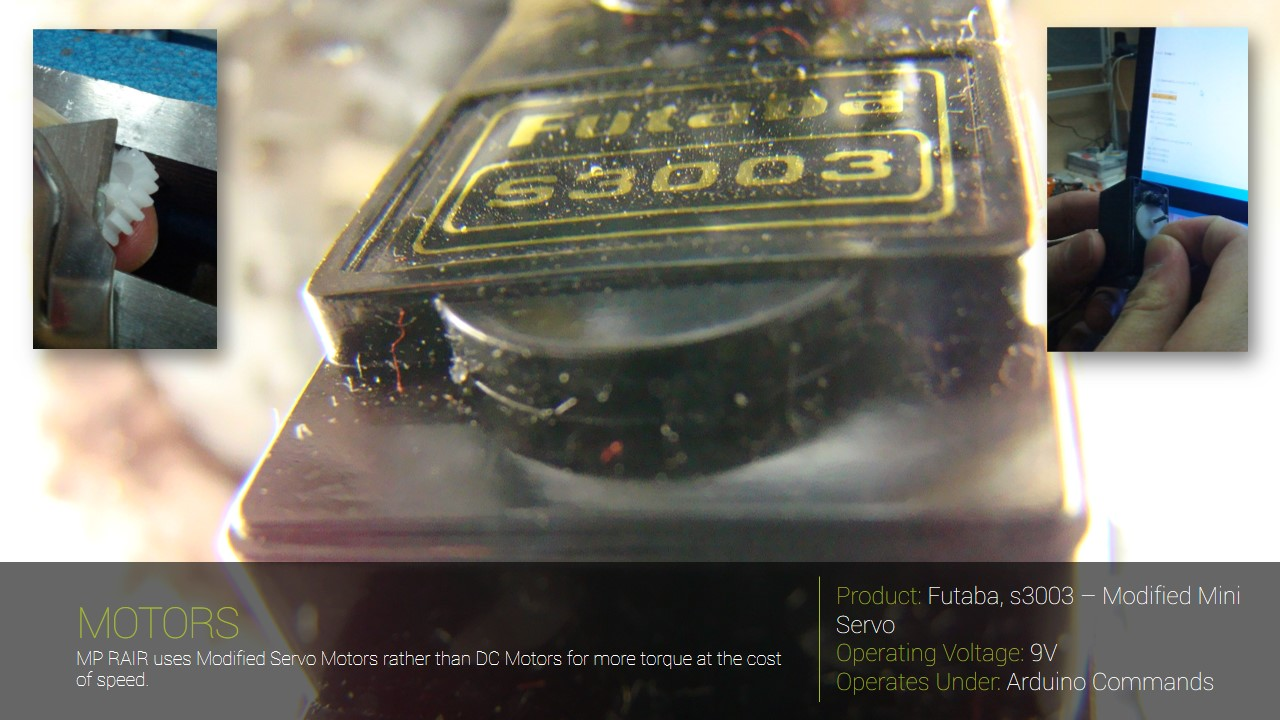 Futaba
S3003
MOTORS
MP RAIR uses Modified Servo Motors rather than DC Motors for more torque at the cost
of speed.
Product: Futaba, s3003 – Modified Mini
Servo
Operating Voltage: 9V
Operates Under: Arduino Commands